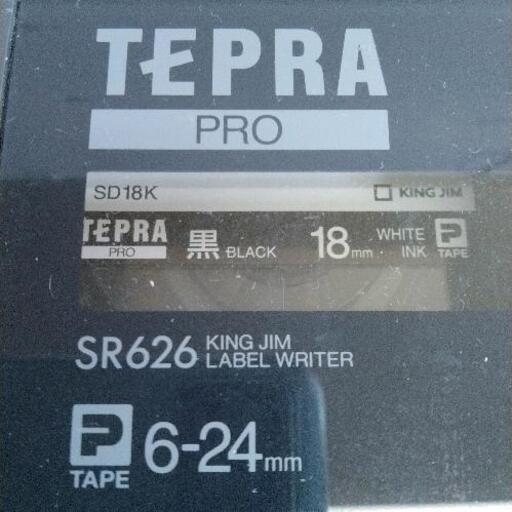 TEPRA
PRO
SD18K KING JIM
TEPRA PRO 黒 BLACK 18mm WHITE INK P TAPE
SR626 KING JIM LABEL WRITER
P TAPE 6-24mm